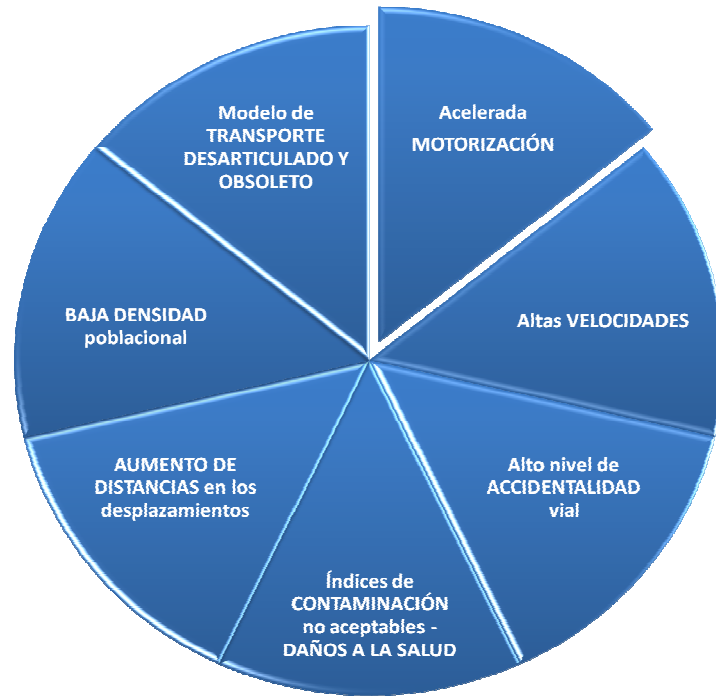 Acelerada
MOTORIZACIÓN
Altas VELOCIDADES
Alto nivel de
ACCIDENTALIDAD
vial
Índices de
CONTAMINACIÓN
no aceptables -
DAÑOS A LA SALUD
AUMENTO DE
DISTANCIAS en los
desplazamientos
BAJA DENSIDAD
poblacional
Modelo de
TRANSPORTE
DESARTICULADO Y
OBSOLETO